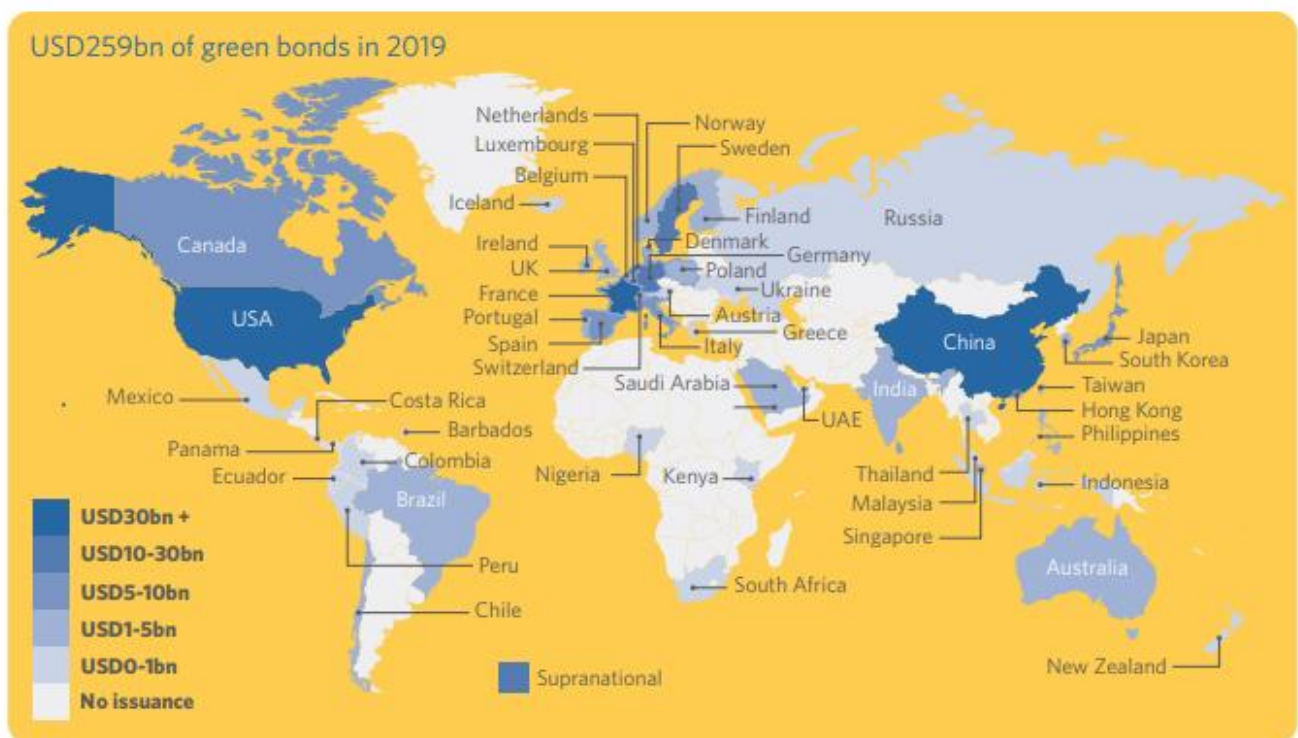 USD259bn of green bonds in 2019
Netherlands
Norway
Luxembourg
Sweden
Belgium
Iceland
Finland
Russia
Canada
Ireland
Denmark
Germany
UK
Poland
France
Ukraine
USA
Portugal
Austria
Greece
China
Japan
Spain
Italy
South Korea
Switzerland
Saudi Arabia
India
Taiwan
Mexico
Costa Rica
Hong Kong
UAE
Barbados
Philippines
Panama
Colombia
Ecuador
Nigeria
Kenya
Thailand
Indonesia
Brazil
Malaysia
USD30bn +
Singapore
USD10-30bn
Peru
Australia
South Africa
USD5-10bn
Chile
USD1-5bn
USD0-1bn
New Zealand
Supranational
No issuance